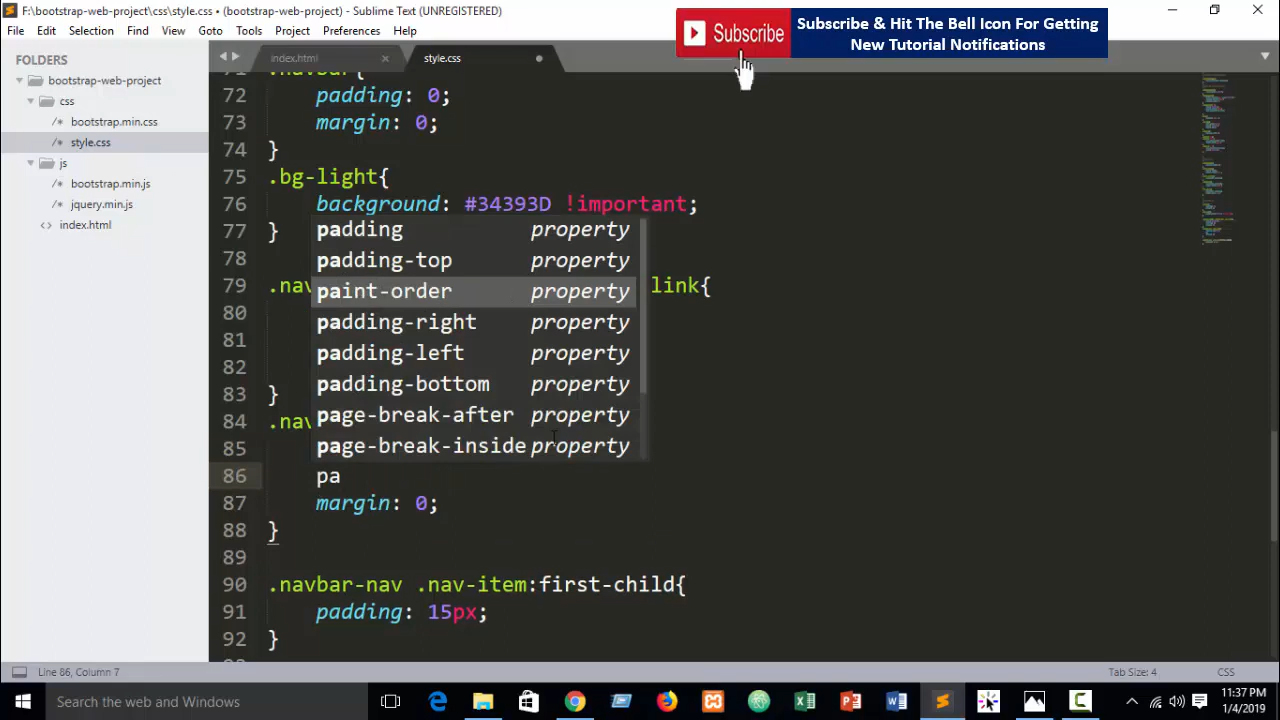 F:\bootstrap-web-project\css\style.css • (bootstrap-web-project) - Sublime Text (UNREGISTERED)
File Edit Selection Find View Goto Tools Project Preferences Help
Subscribe
Subscribe & Hit The Bell Icon For Getting
New Tutorial Notifications
FOLDERS
bootstrap-web-project
css
/* bootstrap.min.css
/* style.css
js
/* bootstrap.min.js
/* jquery.min.js
<> index.html
index.html
style.css
71 .navbar{
72 padding: 0;
73 margin: 0;
74 }
75 .bg-light{
76 background: #34393D !important;
77 }
78
79 .nav link{
80
81
82
83 }
84 .nav
85
86 pa
87 margin: 0;
88 }
89
90 .navbar-nav .nav-item:first-child{
91 padding: 15px;
92 }
padding property
padding-top property
paint-order property
padding-right property
padding-left property
padding-bottom property
page-break-after property
page-break-inside property
Line 86, Column 7
Tab Size: 4
CSS
Search the web and Windows
11:37 PM
1/4/2019